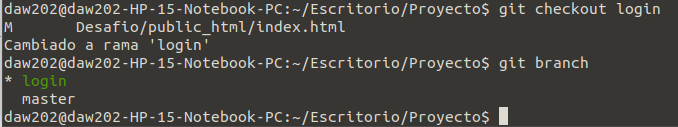 daw202@daw202-HP-15-Notebook-PC:~/Escritorio/Proyecto$ git checkout login
M       Desafio/public_html/index.html
Cambiado a rama 'login'
daw202@daw202-HP-15-Notebook-PC:~/Escritorio/Proyecto$ git branch
* login
  master
daw202@daw202-HP-15-Notebook-PC:~/Escritorio/Proyecto$